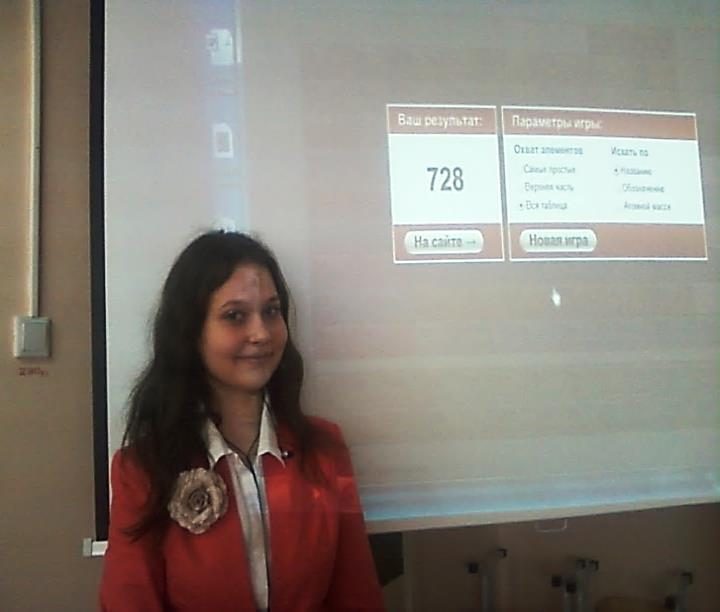 Ваш результат:
728
На сайте →
Параметры игры:
Охват элементов
Самые простые
Верхняя часть
Вся таблица
Искать по
Названию
Обозначению
Атомной массе
Новая игра